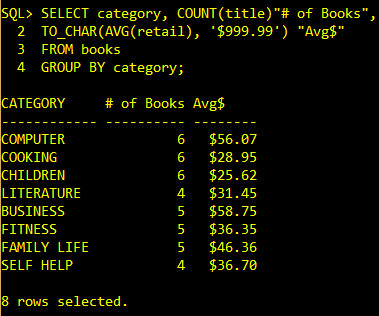 SQL> SELECT category, COUNT(title)"# of Books",
  2  TO_CHAR(AVG(retail), '$999.99') "Avg$"
  3  FROM books
  4  GROUP BY category;
CATEGORY     # of Books Avg$
------------ ---------- --------
COMPUTER              6   $56.07
COOKING               6   $28.95
CHILDREN              6   $25.62
LITERATURE            4   $31.45
BUSINESS              5   $58.75
FITNESS               5   $36.35
FAMILY LIFE           5   $46.36
SELF HELP             4   $36.70
8 rows selected.